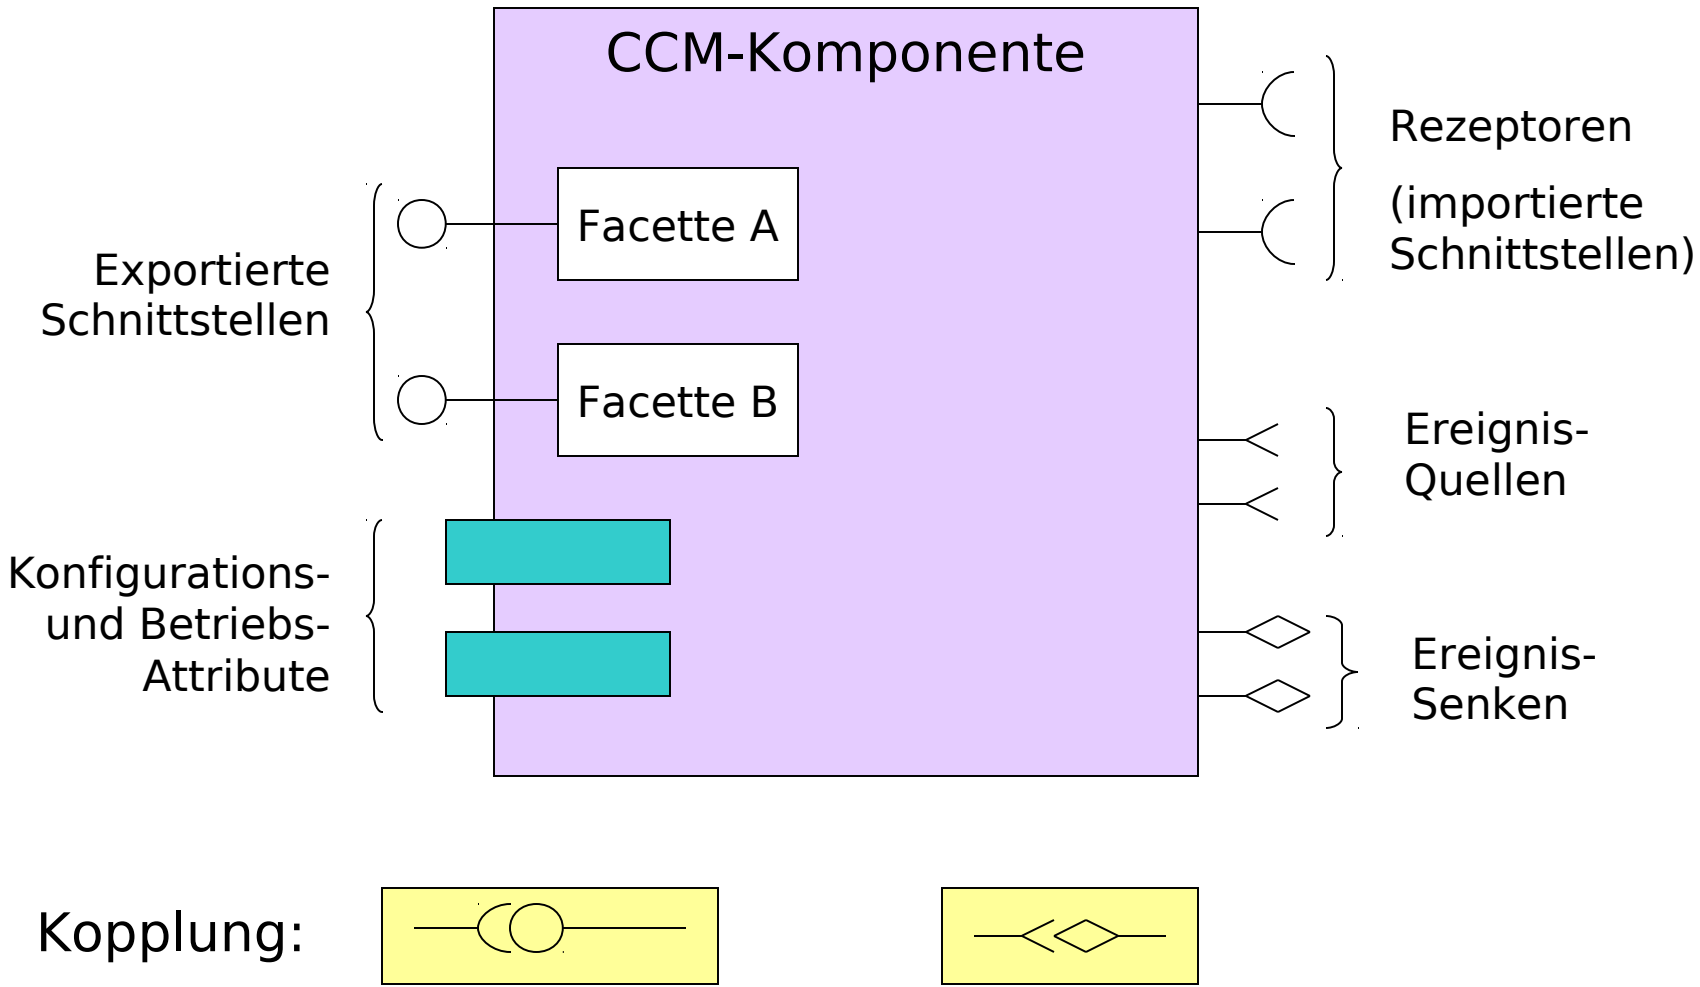 CCM-Komponente
Facette A
Facette B
Exportierte
Schnittstellen
Konfigurations-
und Betriebs-
Attribute
Rezeptoren
(importierte
Schnittstellen)
Ereignis-
Quellen
Ereignis-
Senken
Kopplung: